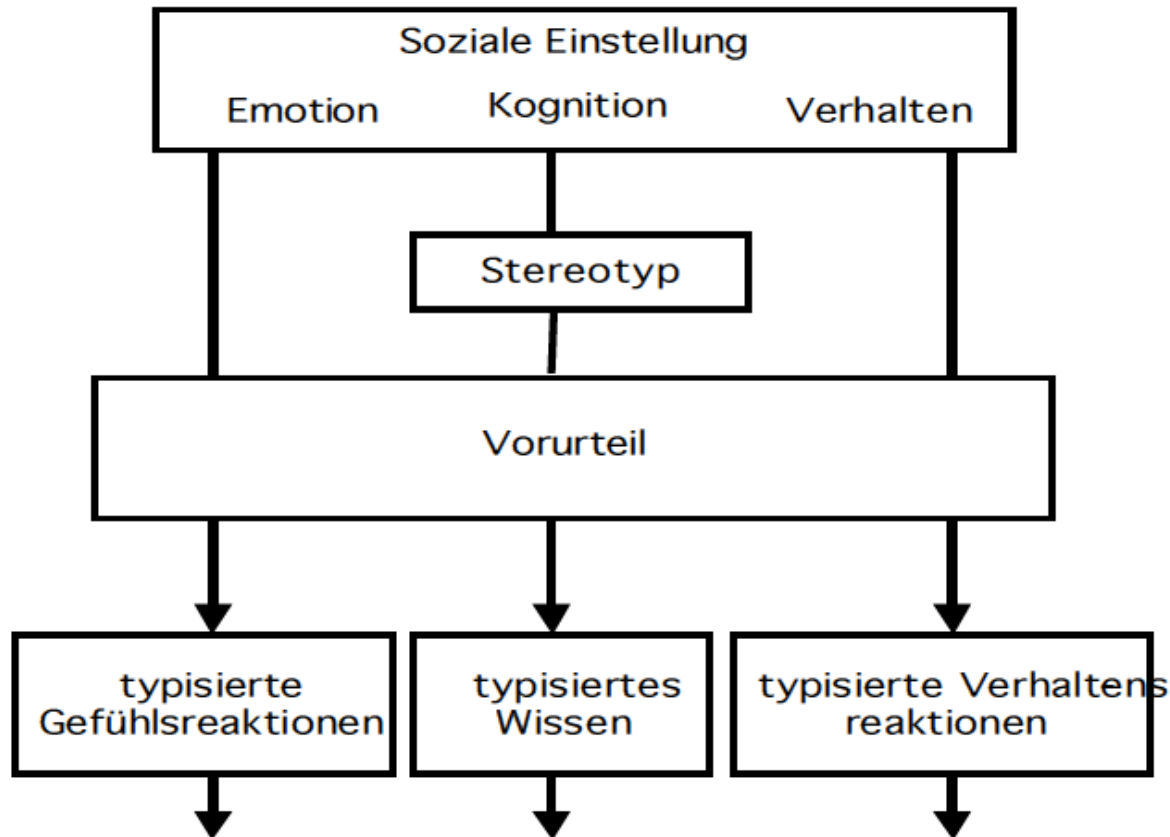 Soziale Einstellung
Emotion Kognition Verhalten
Stereotyp
Vorurteil
typisierte
Gefühlsreaktionen
typisiertes
Wissen
typisierte Verhaltens
reaktionen